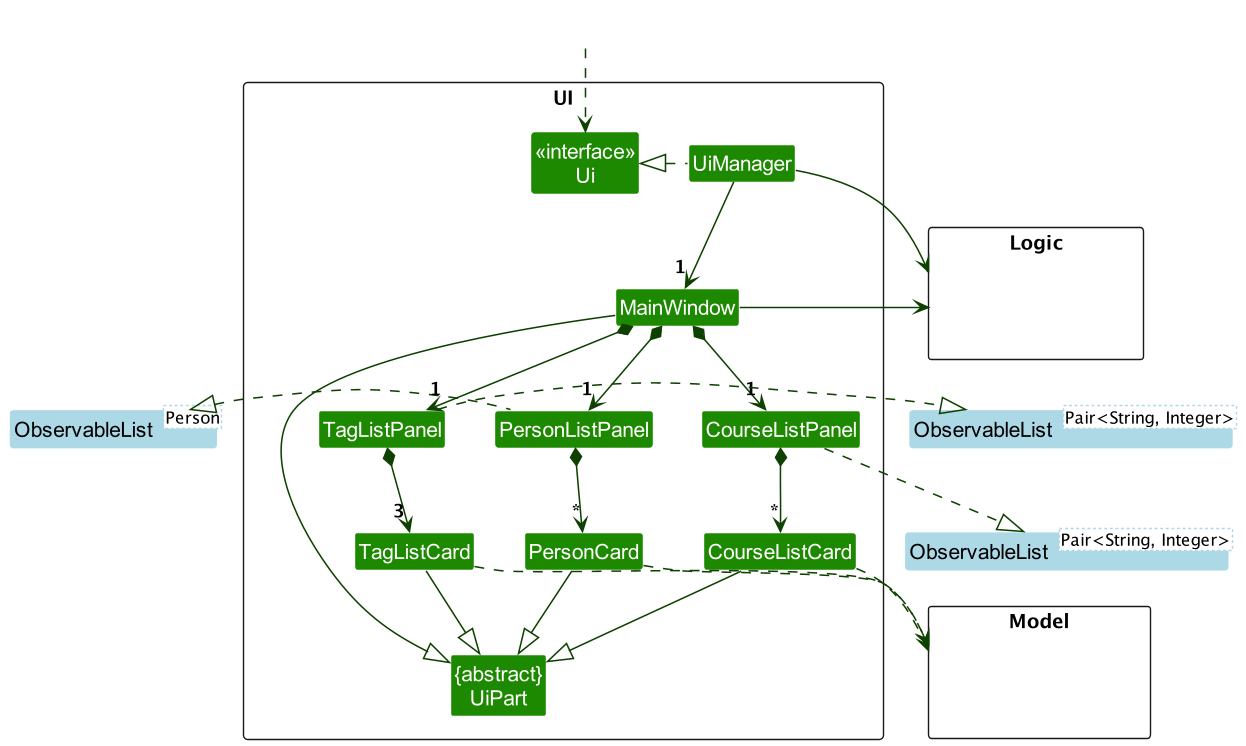 UI
«interface»
Ui
UiManager
Logic
1
MainWindow
1
1
1
ObservableList
Person
TagListPanel
PersonListPanel
CourseListPanel
ObservableList
Pair<String, Integer>
3
*
*
TagListCard
PersonCard
CourseListCard
ObservableList
Pair<String, Integer>
Model
{abstract}
UiPart